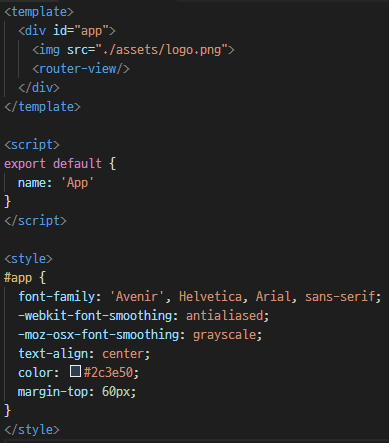 <template>
  <div id="app">
    <img src="./assets/logo.png">
    <router-view/>
  </div>
</template>

<script>
export default {
  name: 'App'
}
</script>

<style>
#app {
  font-family: 'Avenir', Helvetica, Arial, sans-serif;
  -webkit-font-smoothing: antialiased;
  -moz-osx-font-smoothing: grayscale;
  text-align: center;
  color: #2c3e50;
  margin-top: 60px;
}
</style>